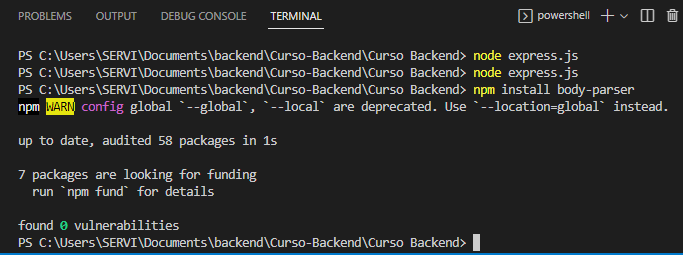 PROBLEMS OUTPUT DEBUG CONSOLE TERMINAL powershell
PS C:\Users\SERVI\Documents\backend\Curso-Backend\Curso Backend> node express.js
PS C:\Users\SERVI\Documents\backend\Curso-Backend\Curso Backend> node express.js
PS C:\Users\SERVI\Documents\backend\Curso-Backend\Curso Backend> npm install body-parser
npm WARN config global `--global`, `--local` are deprecated. Use `--location=global` instead.
up to date, audited 58 packages in 1s
7 packages are looking for funding
run `npm fund` for details
found 0 vulnerabilities
PS C:\Users\SERVI\Documents\backend\Curso-Backend\Curso Backend>